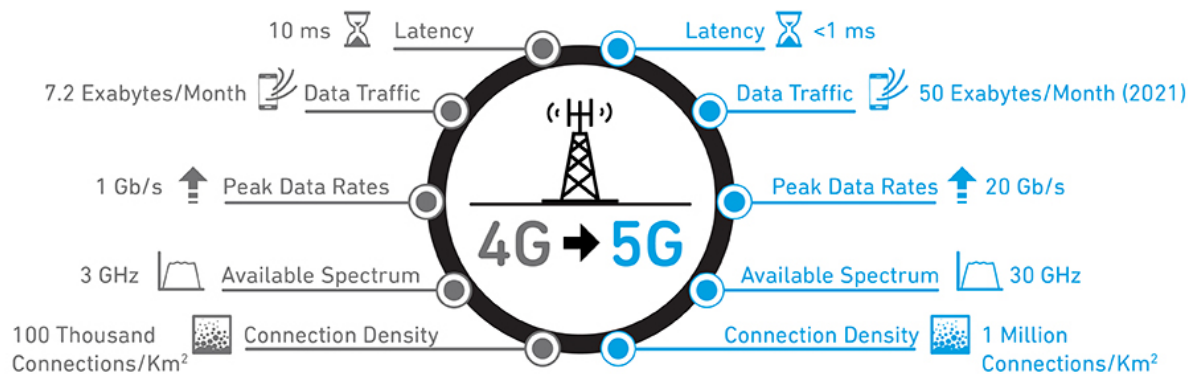 10 ms Latency
7.2 Exabytes/Month Data Traffic
1 Gb/s Peak Data Rates
3 GHz Available Spectrum
100 Thousand
Connections/Km² Connection Density
4G 5G
Latency <1 ms
Data Traffic 50 Exabytes/Month (2021)
Peak Data Rates 20 Gb/s
Available Spectrum 30 GHz
Connection Density 1 Million
Connections/Km²